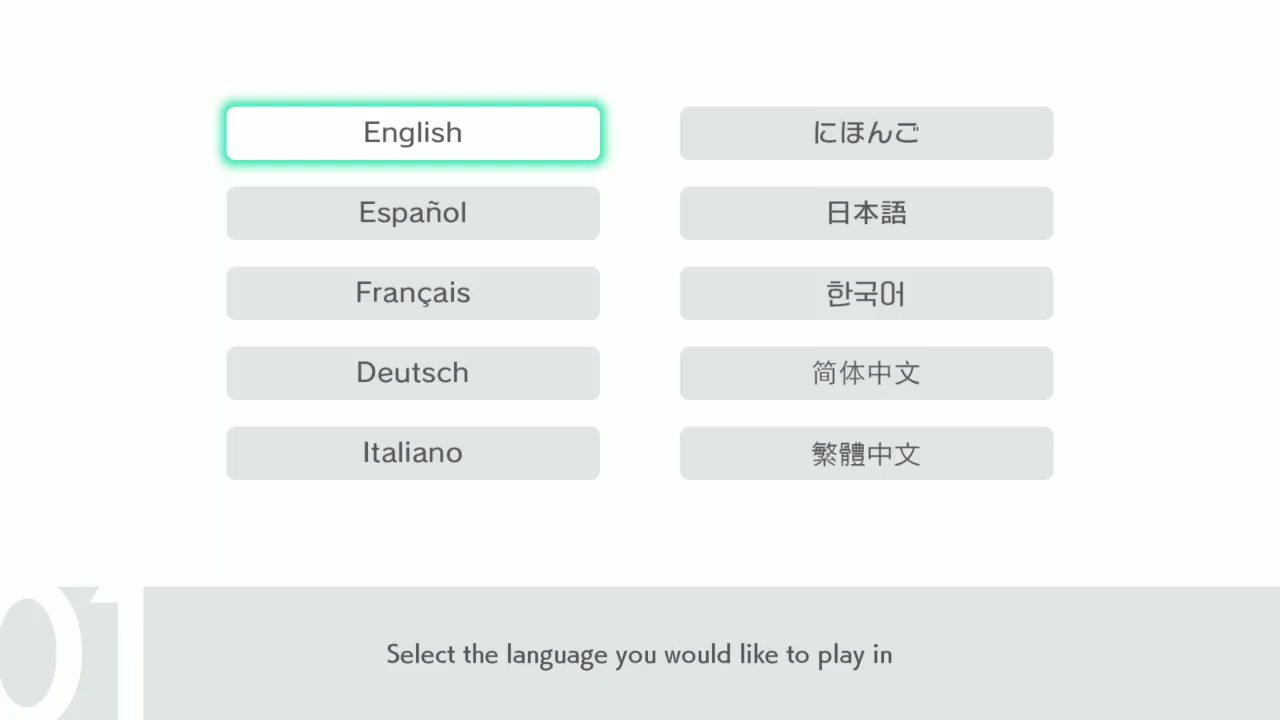 English
Español
Français
Deutsch
Italiano
にほんご
日本語
한국어
简体中文
繁體中文
01
Select the language you would like to play in